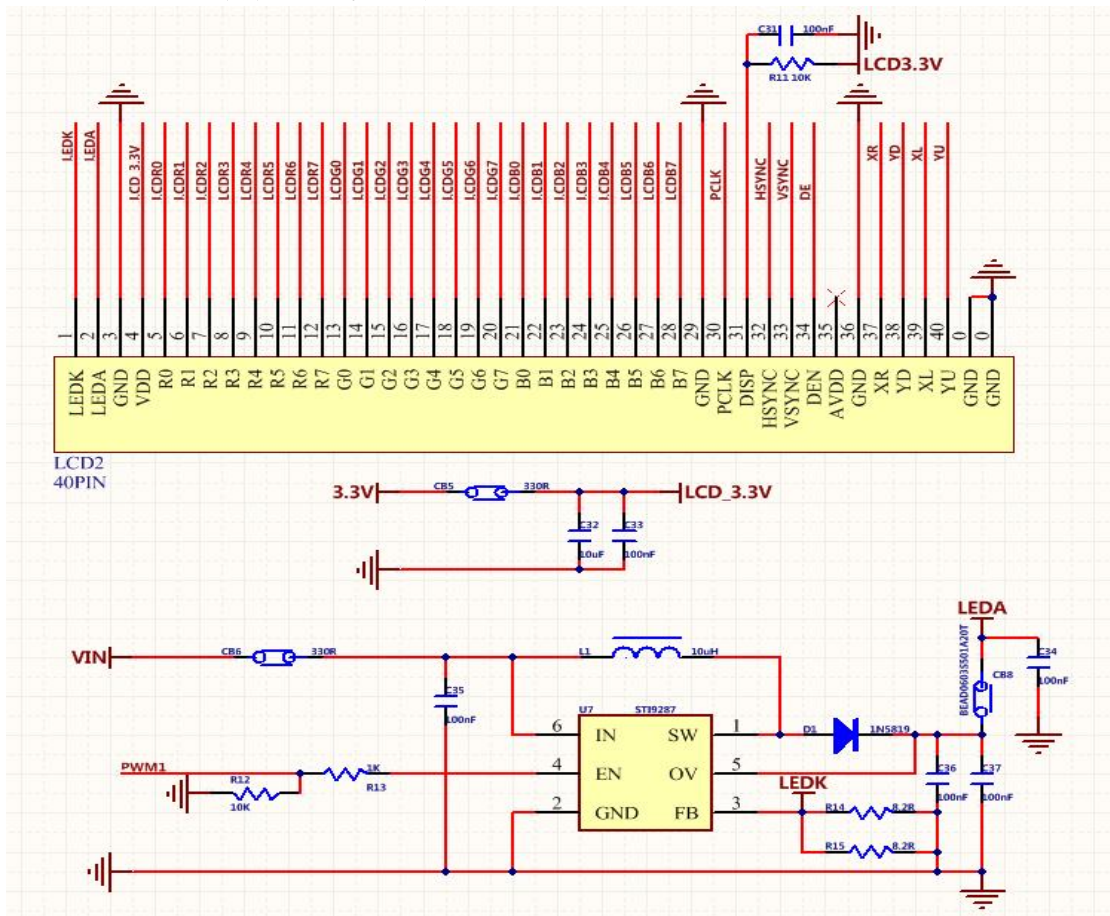 C31 100nF
R11 10K
LCD3.3V
LEDK
LEDA
LCD_3.3V
LCDR0
LCDR1
LCDR2
LCDR3
LCDR4
LCDR5
LCDR6
LCDR7
LCDG0
LCDG1
LCDG2
LCDG3
LCDG4
LCDG5
LCDG6
LCDG7
LCDB0
LCDB1
LCDB2
LCDB3
LCDB4
LCDB5
LCDB6
LCDB7
PCLK
HSYNC
VSYNC
DE
XR
YD
XL
YU
1 2 3 4 5 6 7 8 9 10 11 12 13 14 15 16 17 18 19 20 21 22 23 24 25 26 27 28 29 30 31 32 33 34 35 36 37 38 39 40 0 0
LEDK LEDA GND VDD R0 R1 R2 R3 R4 R5 R6 R7 G0 G1 G2 G3 G4 G5 G6 G7 B0 B1 B2 B3 B4 B5 B6 B7 GND PCLK DISP HSYNC VSYNC DEN AVDD GND XR YD XL YU GND GND
LCD2
40PIN
3.3V CB5 330R LCD_3.3V
C32 C33
10uF 100nF
LEDA
VIN CB6 330R L1 10uH C34
100nF
BEAD0603S501A20T
CB8
C35
100nF
U7 STI9287
6 IN SW 1 D1 1N5819
PWM1 1K 4 EN OV 5
R13
R12
10K
C36 C37
100nF 100nF
LEDK
2 GND FB 3 R14 8.2R
R15 8.2R